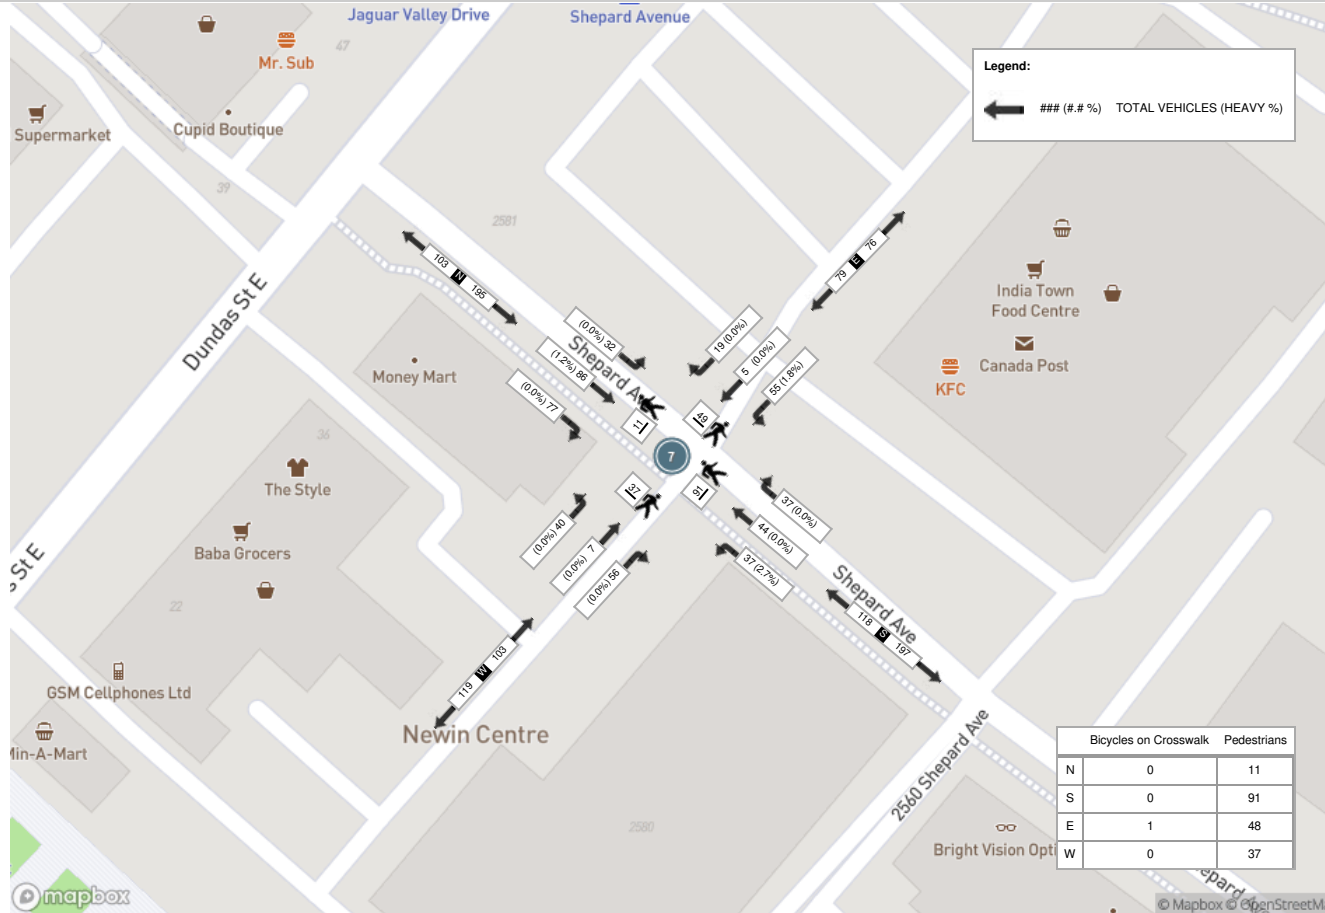 Jaguar Valley Drive
Shepard Avenue
47
Mr. Sub
Supermarket
Cupid Boutique
39
2581
Legend:
### (#.# %) TOTAL VEHICLES (HEAVY %)
103 N 195
79 E 76
India Town
Food Centre
Canada Post
KFC
Dundas St E
Money Mart
(0.0%) 32
Shepard Av
(1.2%) 86
(0.0%) 77
19 (0.0%)
5 (0.0%)
55 (1.8%)
11
49
7
37
91
36
The Style
Baba Grocers
s St E
22
(0.0%) 40
(0.0%) 7
(0.0%) 56
37 (0.0%)
44 (0.0%)
37 (2.7%)
Shepard Ave
118 S 197
119 W 103
GSM Cellphones Ltd
Min-A-Mart
Newin Centre
2580
2560 Shepard Ave
Bright Vision Opti
Bicycles on Crosswalk Pedestrians
N 0 11
S 0 91
E 1 48
W 0 37
epard
mapbox
© Mapbox © OpenStreetM